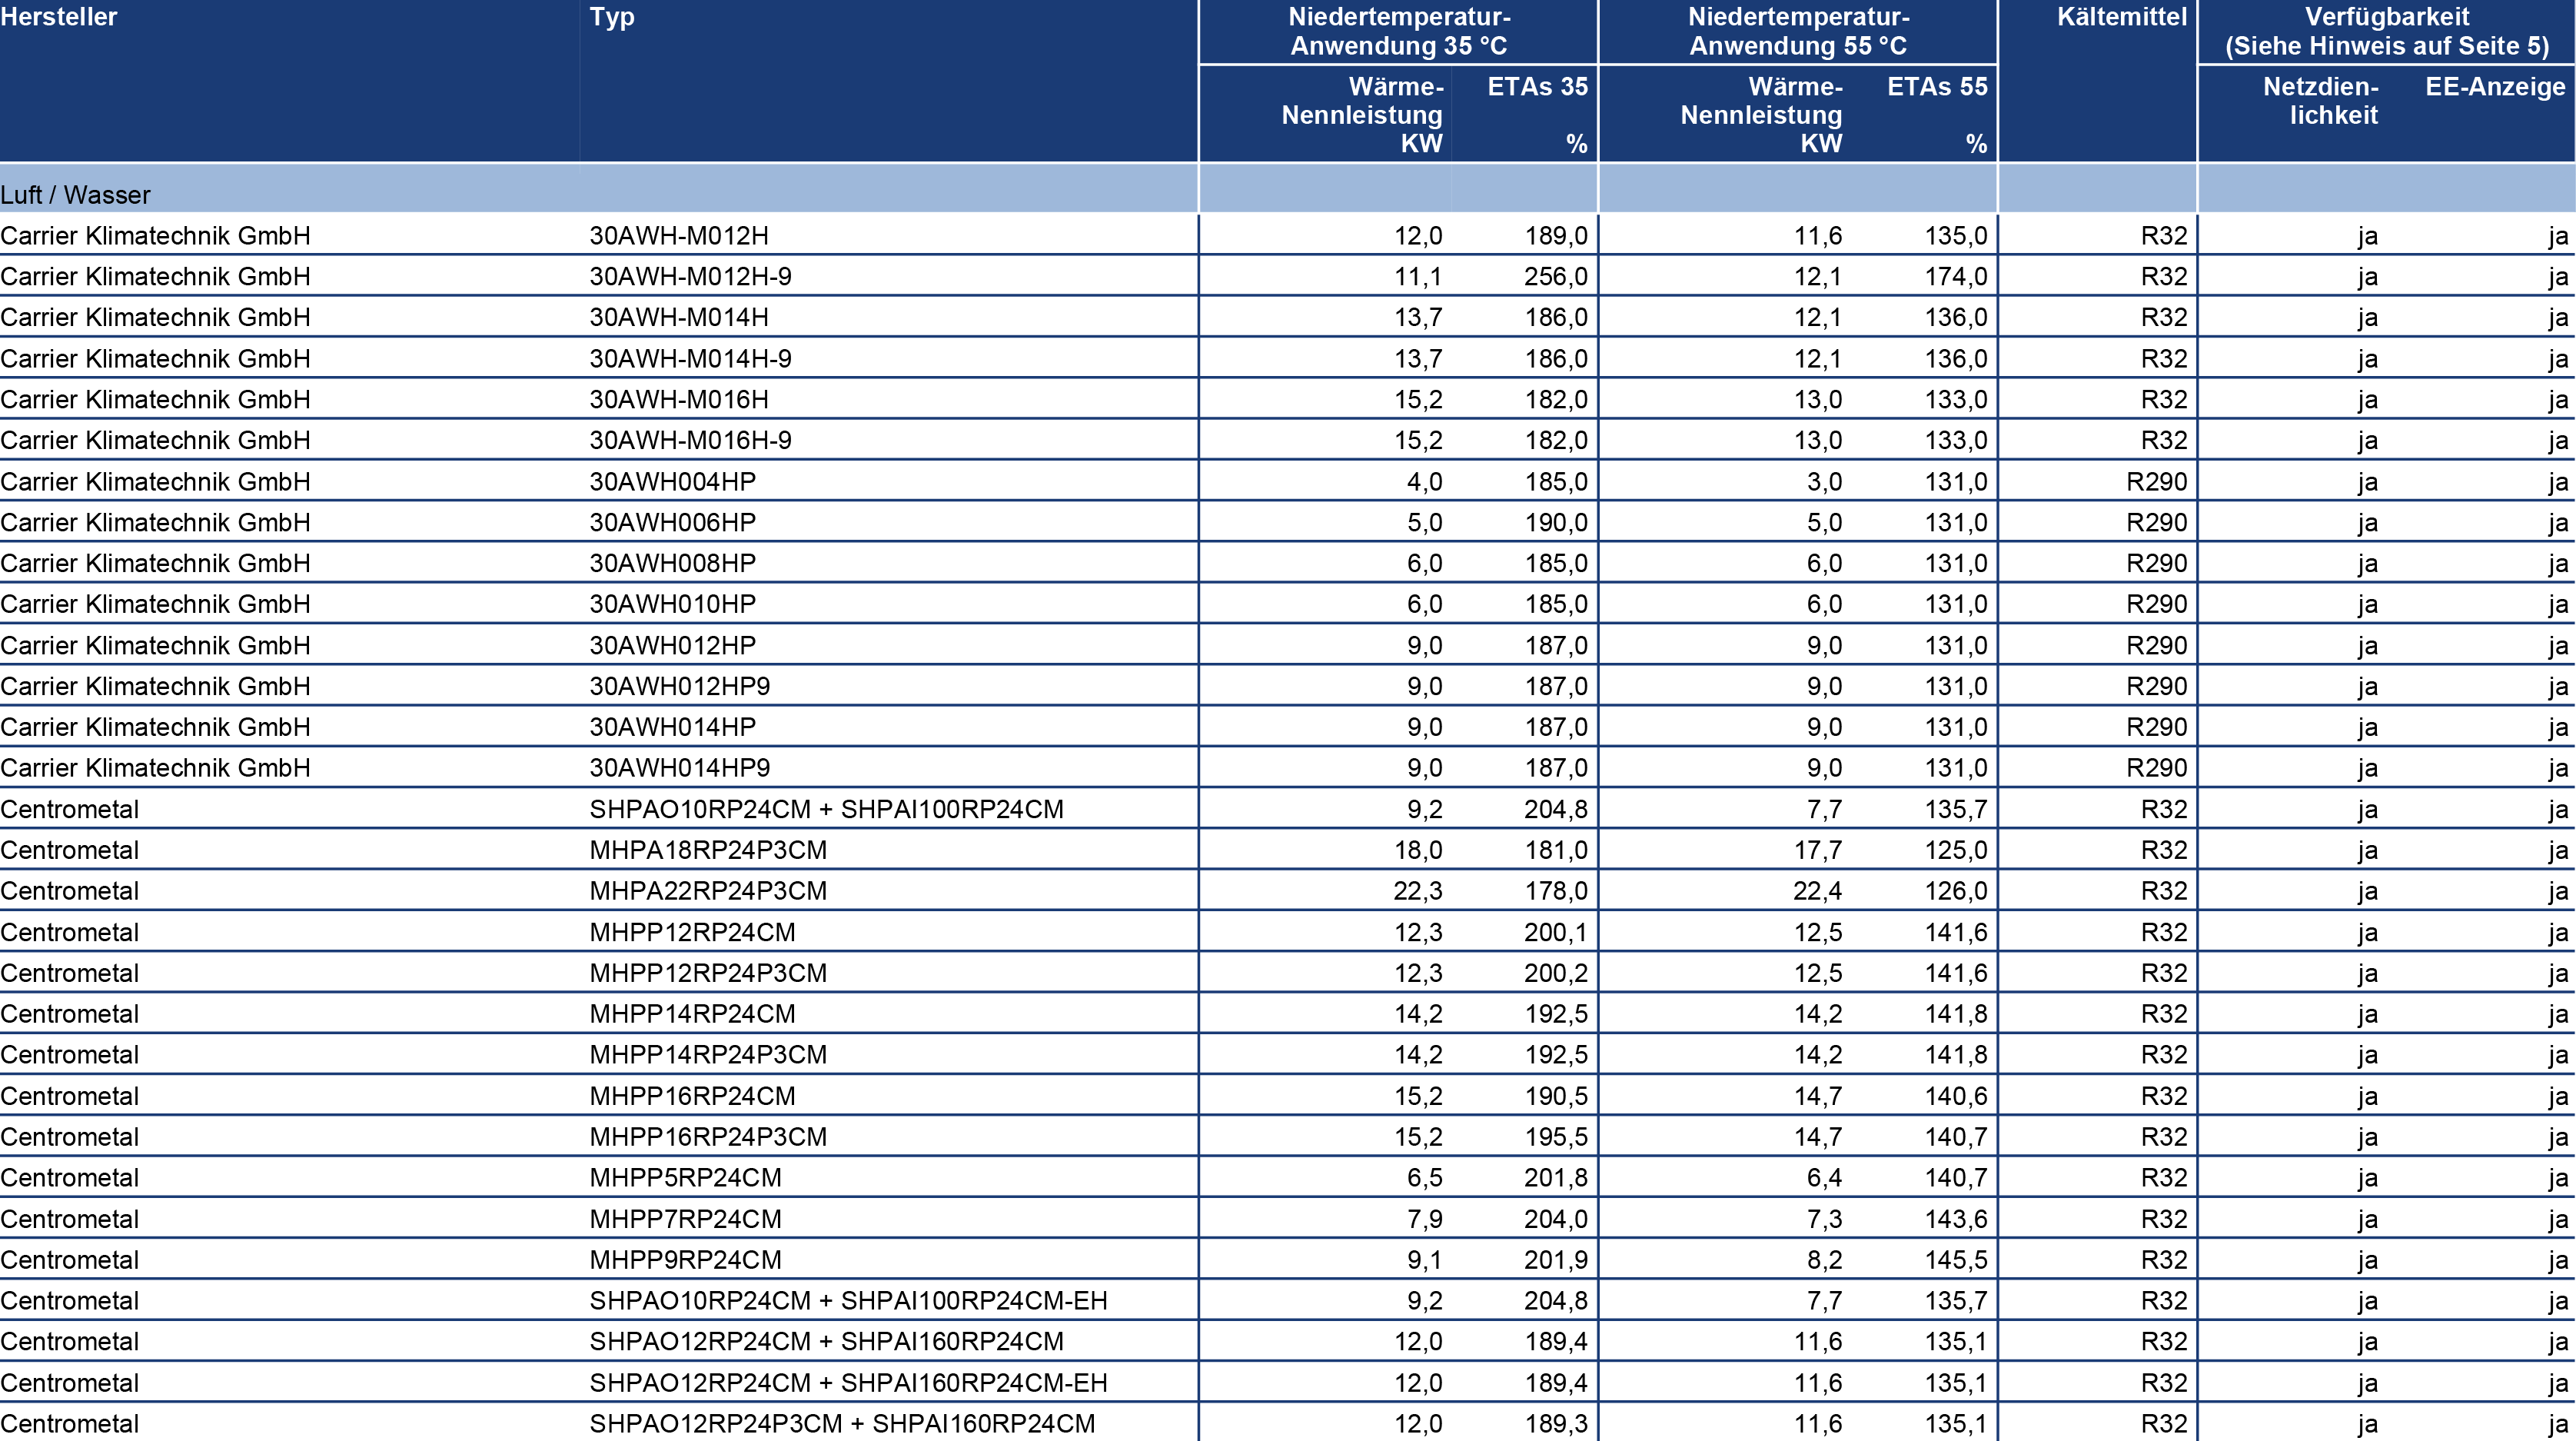 Hersteller Typ Niedertemperatur- Niedertemperatur- Kältemittel Verfügbarkeit
Anwendung 35 °C Anwendung 55 °C (Siehe Hinweis auf Seite 5)
Wärme- ETAs 35 Wärme- ETAs 55 Netzdien- EE-Anzeige
Nennleistung Nennleistung lichkeit
KW % KW %
Luft / Wasser
Carrier Klimatechnik GmbH 30AWH-M012H 12,0 189,0 11,6 135,0 R32 ja ja
Carrier Klimatechnik GmbH 30AWH-M012H-9 11,1 256,0 12,1 174,0 R32 ja ja
Carrier Klimatechnik GmbH 30AWH-M014H 13,7 186,0 12,1 136,0 R32 ja ja
Carrier Klimatechnik GmbH 30AWH-M014H-9 13,7 186,0 12,1 136,0 R32 ja ja
Carrier Klimatechnik GmbH 30AWH-M016H 15,2 182,0 13,0 133,0 R32 ja ja
Carrier Klimatechnik GmbH 30AWH-M016H-9 15,2 182,0 13,0 133,0 R32 ja ja
Carrier Klimatechnik GmbH 30AWH004HP 4,0 185,0 3,0 131,0 R290 ja ja
Carrier Klimatechnik GmbH 30AWH006HP 5,0 190,0 5,0 131,0 R290 ja ja
Carrier Klimatechnik GmbH 30AWH008HP 6,0 185,0 6,0 131,0 R290 ja ja
Carrier Klimatechnik GmbH 30AWH010HP 6,0 185,0 6,0 131,0 R290 ja ja
Carrier Klimatechnik GmbH 30AWH012HP 9,0 187,0 9,0 131,0 R290 ja ja
Carrier Klimatechnik GmbH 30AWH012HP9 9,0 187,0 9,0 131,0 R290 ja ja
Carrier Klimatechnik GmbH 30AWH014HP 9,0 187,0 9,0 131,0 R290 ja ja
Carrier Klimatechnik GmbH 30AWH014HP9 9,0 187,0 9,0 131,0 R290 ja ja
Centrometal SHPAO10RP24CM + SHPAI100RP24CM 9,2 204,8 7,7 135,7 R32 ja ja
Centrometal MHPA18RP24P3CM 18,0 181,0 17,7 125,0 R32 ja ja
Centrometal MHPA22RP24P3CM 22,3 178,0 22,4 126,0 R32 ja ja
Centrometal MHPP12RP24CM 12,3 200,1 12,5 141,6 R32 ja ja
Centrometal MHPP12RP24P3CM 12,3 200,2 12,5 141,6 R32 ja ja
Centrometal MHPP14RP24CM 14,2 192,5 14,2 141,8 R32 ja ja
Centrometal MHPP14RP24P3CM 14,2 192,5 14,2 141,8 R32 ja ja
Centrometal MHPP16RP24CM 15,2 190,5 14,7 140,6 R32 ja ja
Centrometal MHPP16RP24P3CM 15,2 195,5 14,7 140,7 R32 ja ja
Centrometal MHPP5RP24CM 6,5 201,8 6,4 140,7 R32 ja ja
Centrometal MHPP7RP24CM 7,9 204,0 7,3 143,6 R32 ja ja
Centrometal MHPP9RP24CM 9,1 201,9 8,2 145,5 R32 ja ja
Centrometal SHPAO10RP24CM + SHPAI100RP24CM-EH 9,2 204,8 7,7 135,7 R32 ja ja
Centrometal SHPAO12RP24CM + SHPAI160RP24CM 12,0 189,4 11,6 135,1 R32 ja ja
Centrometal SHPAO12RP24CM + SHPAI160RP24CM-EH 12,0 189,4 11,6 135,1 R32 ja ja
Centrometal SHPAO12RP24P3CM + SHPAI160RP24CM 12,0 189,3 11,6 135,1 R32 ja ja